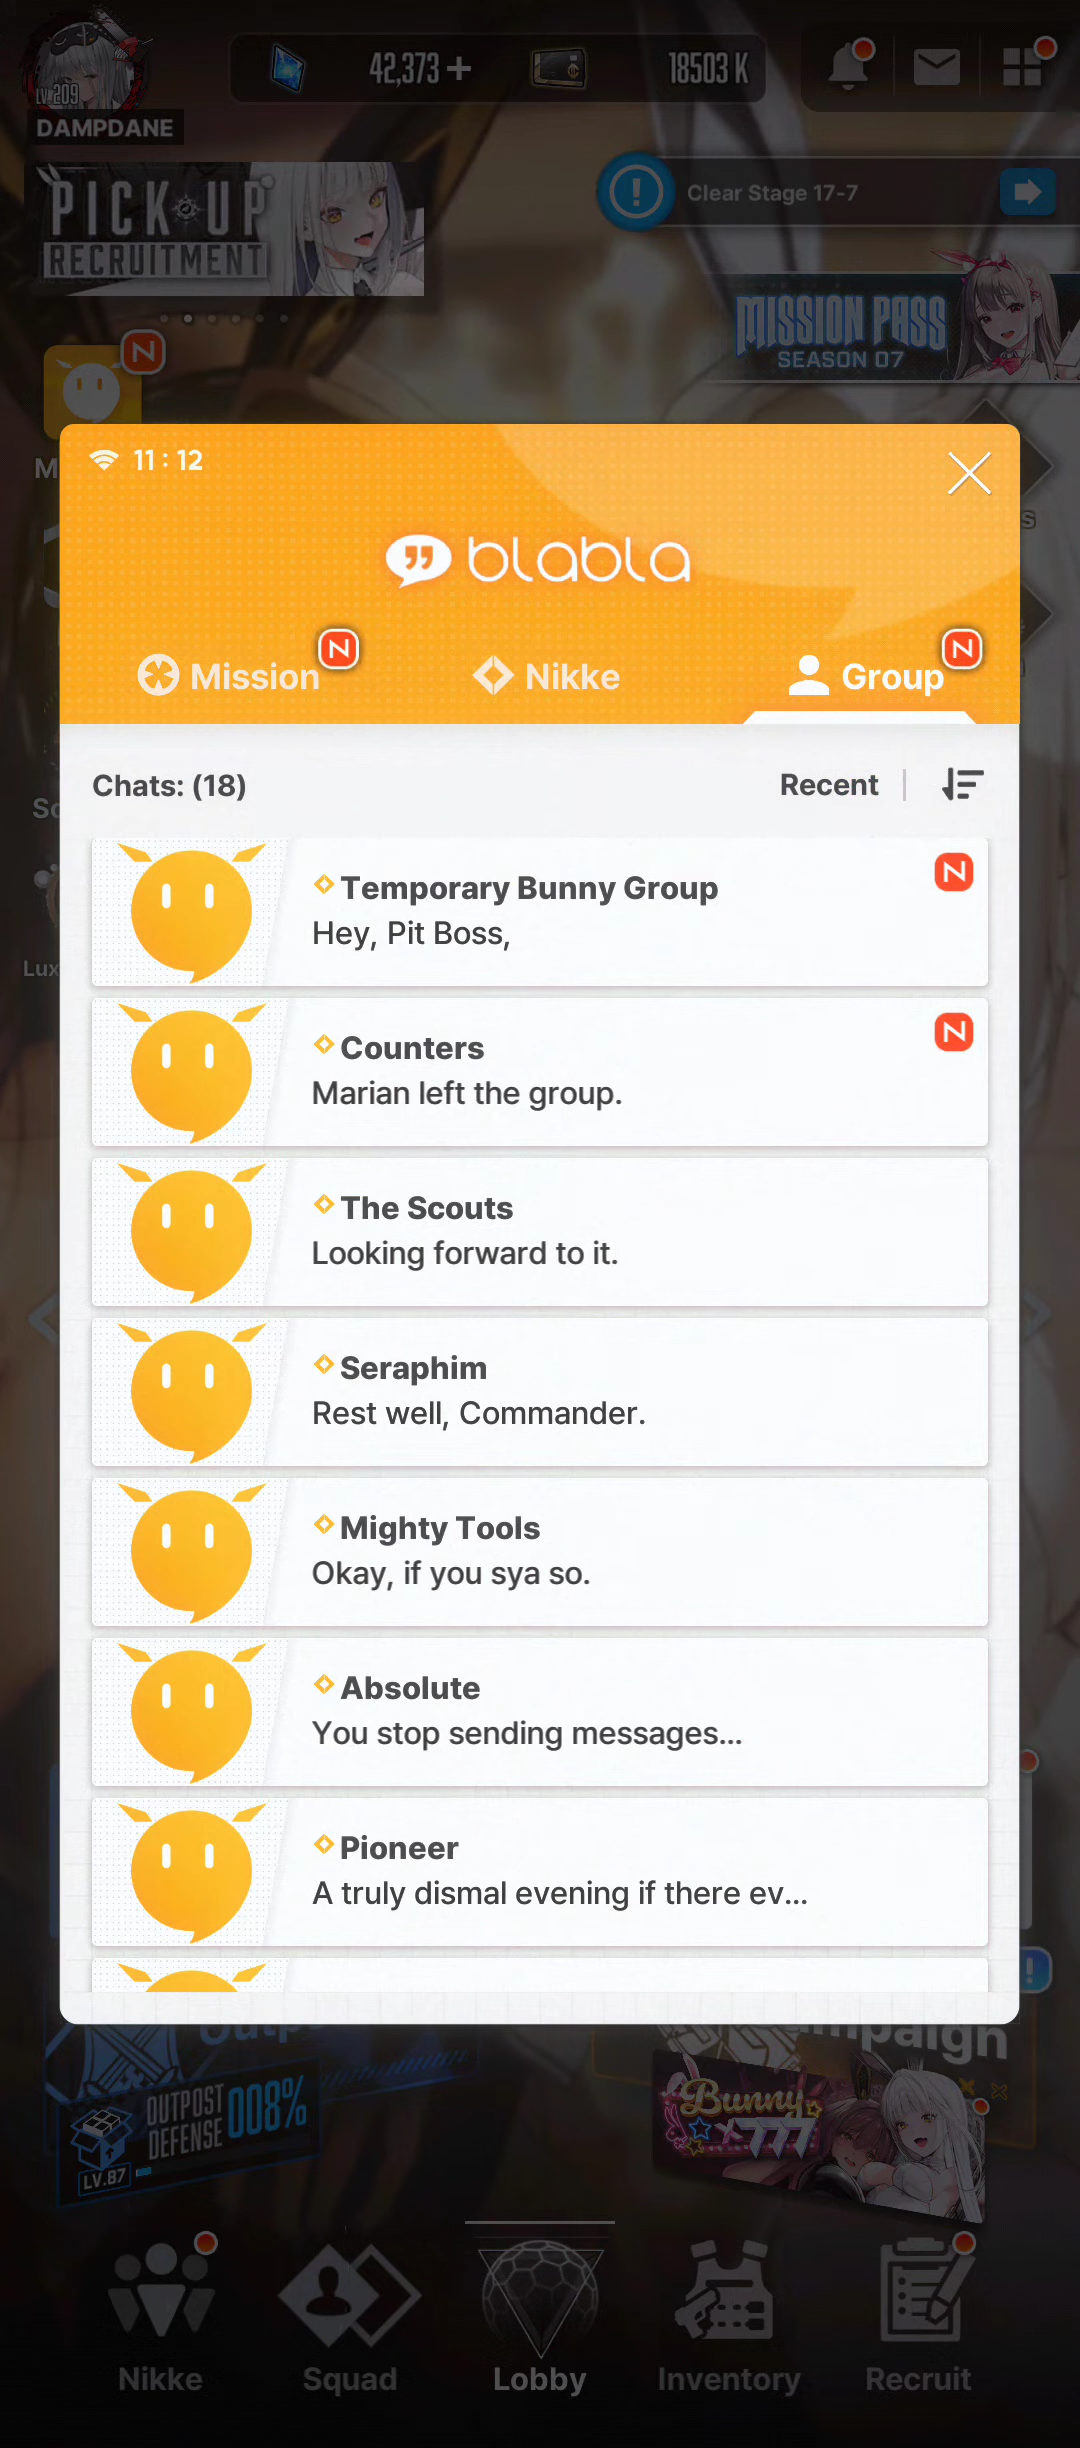 LV.209
42,373 +
18503 K
DAMPDANE
PICK UP
RECRUITMENT
Clear Stage 17-7
MISSION PASS
SEASON 07
N
11 : 12
blabla
Mission
N
Nikke
Group
N
Chats: (18)
Recent
Temporary Bunny Group
N
Hey, Pit Boss,
Counters
N
Marian left the group.
The Scouts
Looking forward to it.
Seraphim
Rest well, Commander.
Mighty Tools
Okay, if you sya so.
Absolute
You stop sending messages...
Pioneer
A truly dismal evening if there ev...
OUTPOST
DEFENSE
008%
LV.87
Bunny
X777
Nikke
Squad
Lobby
Inventory
Recruit